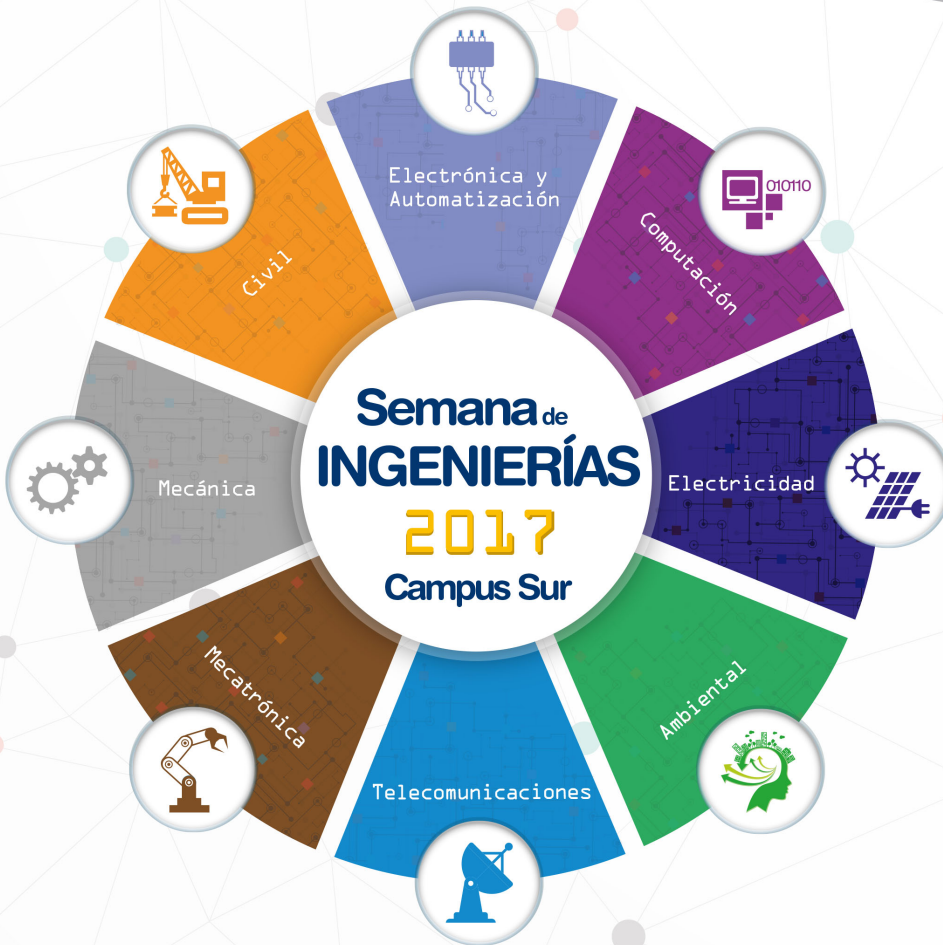 Electrónica y
Automatización
Computación
010110
Civil
Semana de
INGENIERÍAS
2017
Campus Sur
Mecánica
Electricidad
Mecatrónica
Ambiental
Telecomunicaciones